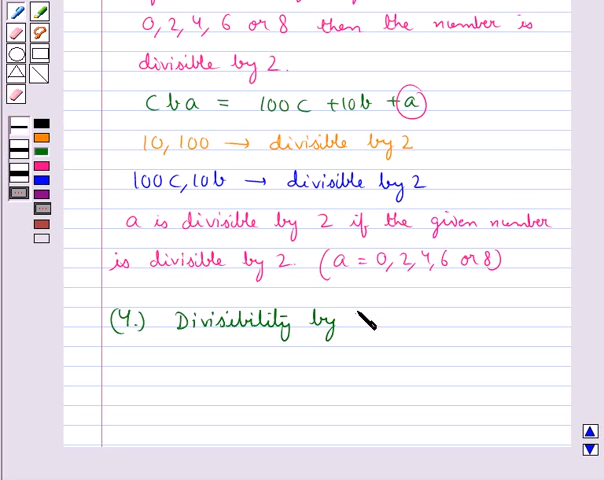 0, 2, 4, 6 or 8 then the number is
divisible by 2.
cba = 100c + 10b + a
10, 100 → divisible by 2
100c, 10b → divisible by 2
a is divisible by 2 if the given number
is divisible by 2. (a = 0, 2, 4, 6 or 8)
(4.) Divisibility by